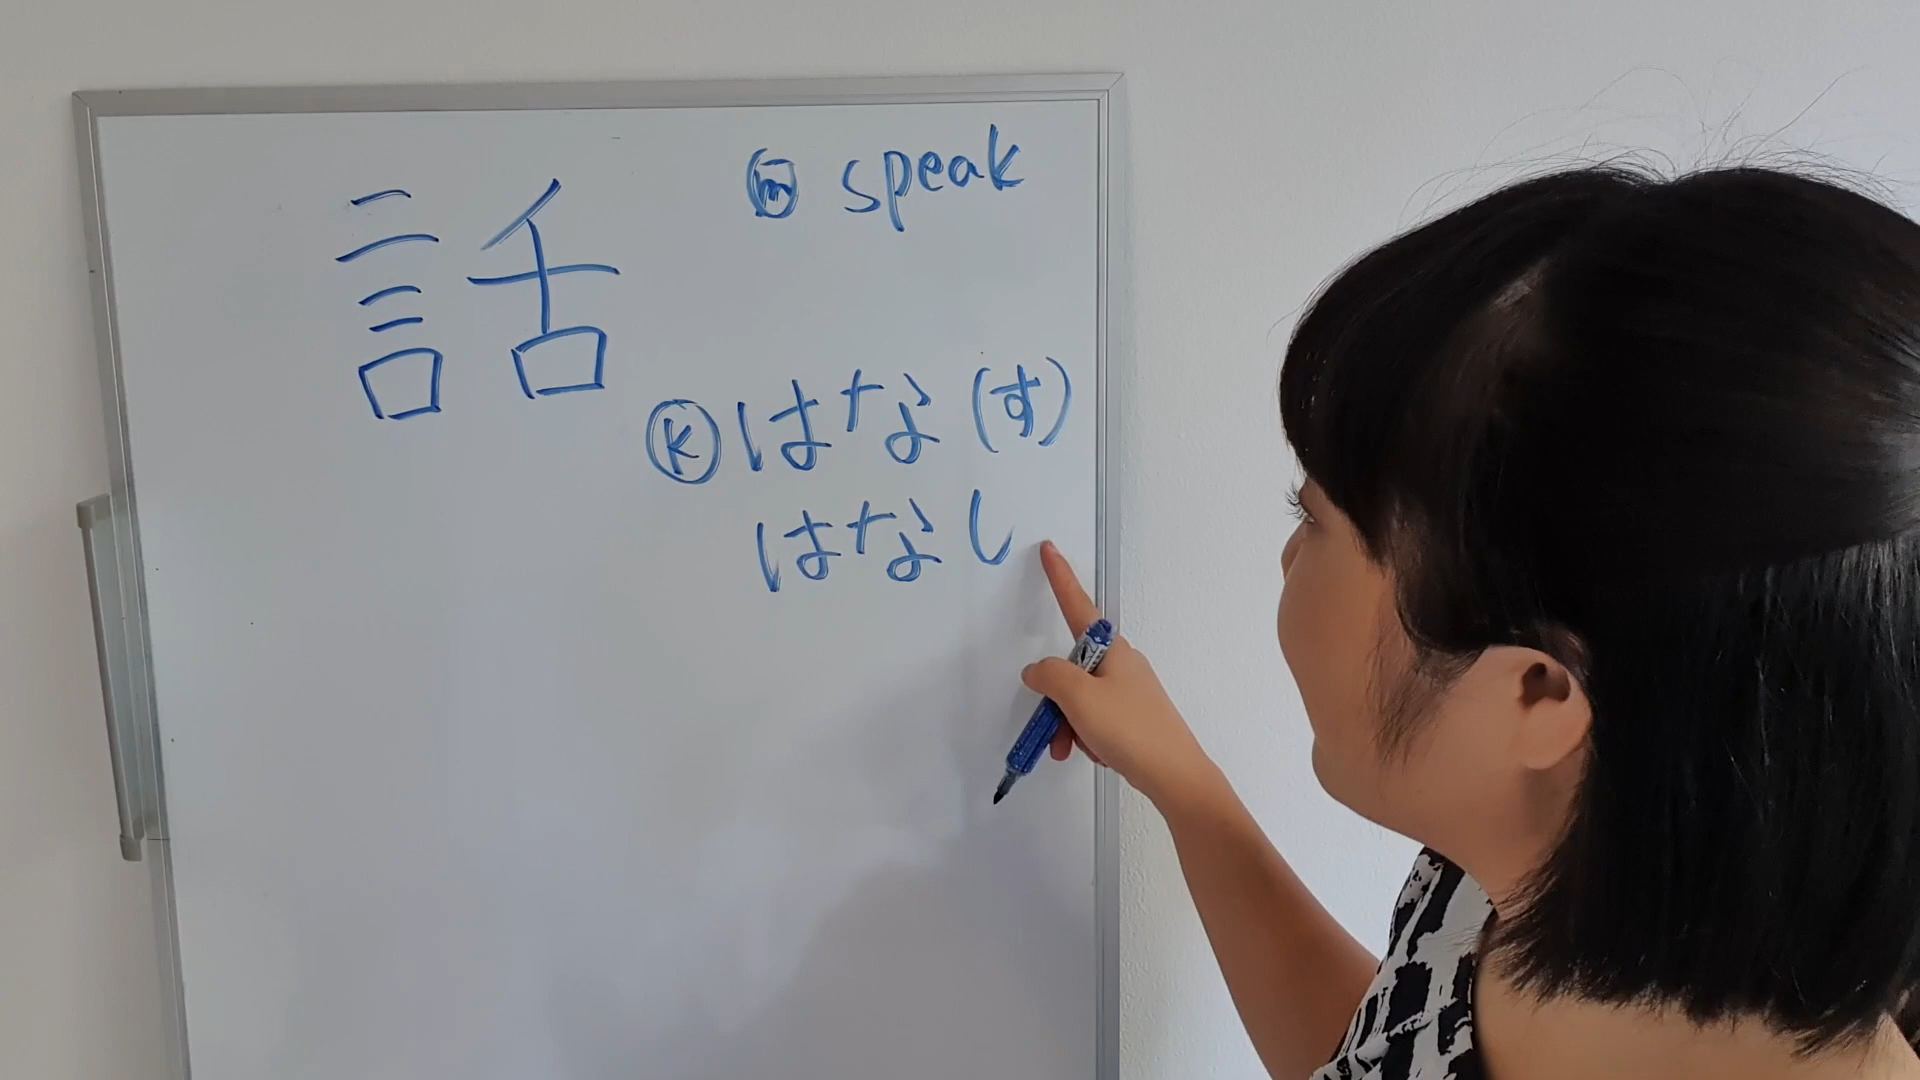 話
ⓜ speak
ⓚ はな(す)
はなし